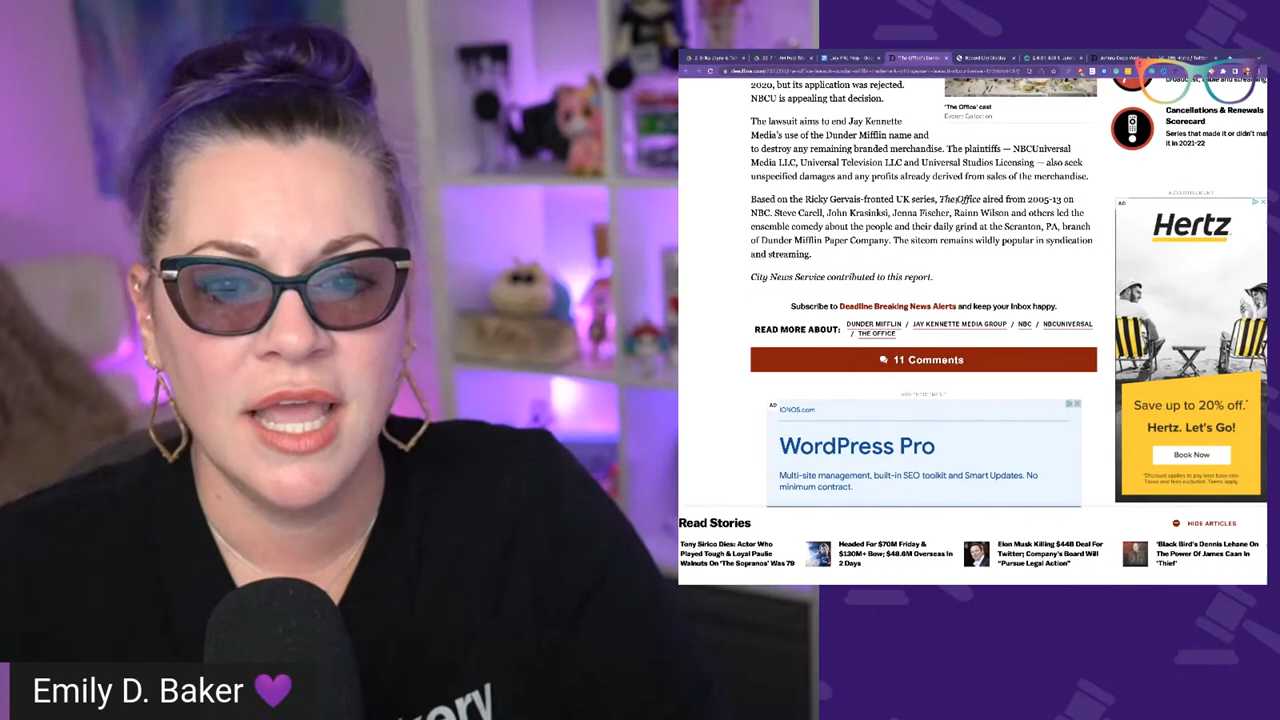 2020, but its application was rejected.
NBCU is appealing that decision.
The lawsuit aims to end Jay Kennette
Media's use of the Dunder Mifflin name and
to destroy any remaining branded merchandise. The plaintiffs — NBCUniversal
Media LLC, Universal Television LLC and Universal Studios Licensing — also seek
unspecified damages and any profits already derived from sales of the merchandise.
Based on the Ricky Gervais-fronted UK series, The Office aired from 2005-13 on
NBC. Steve Carell, John Krasinksi, Jenna Fischer, Rainn Wilson and others led the
ensemble comedy about the people and their daily grind at the Scranton, PA, branch
of Dunder Mifflin Paper Company. The sitcom remains wildly popular in syndication
and streaming.
City News Service contributed to this report.
Subscribe to Deadline Breaking News Alerts and keep your Inbox happy.
READ MORE ABOUT: DUNDER MIFFLIN / JAY KENNETTE MEDIA GROUP / NBC / NBCUNIVERSAL
/ THE OFFICE
11 Comments
ADVERTISEMENT
AD
IONOS.com
WordPress Pro
Multi-site management, built-in SEO toolkit and Smart Updates. No
minimum contract.
'The Office' cast
Everett Collection
Cancellations & Renewals
Scorecard
Series that made it or didn't
it in 2021-22
ADVERTISEMENT
AD
Hertz
Save up to 20% off.*
Hertz. Let's Go!
Book Now
Read Stories
HIDE ARTICLES
Tony Sirico Dies: Actor Who
Played Tough & Loyal Paulie
Walnuts On 'The Sopranos' Was 79
Headed For $70M Friday &
$130M+ Bow; $48.6M Overseas In
2 Days
Elon Musk Killing $44B Deal For
Twitter; Company's Board Will
"Pursue Legal Action"
'Black Bird's Dennis Lehane On
The Power Of James Caan In
'Thief'
Emily D. Baker